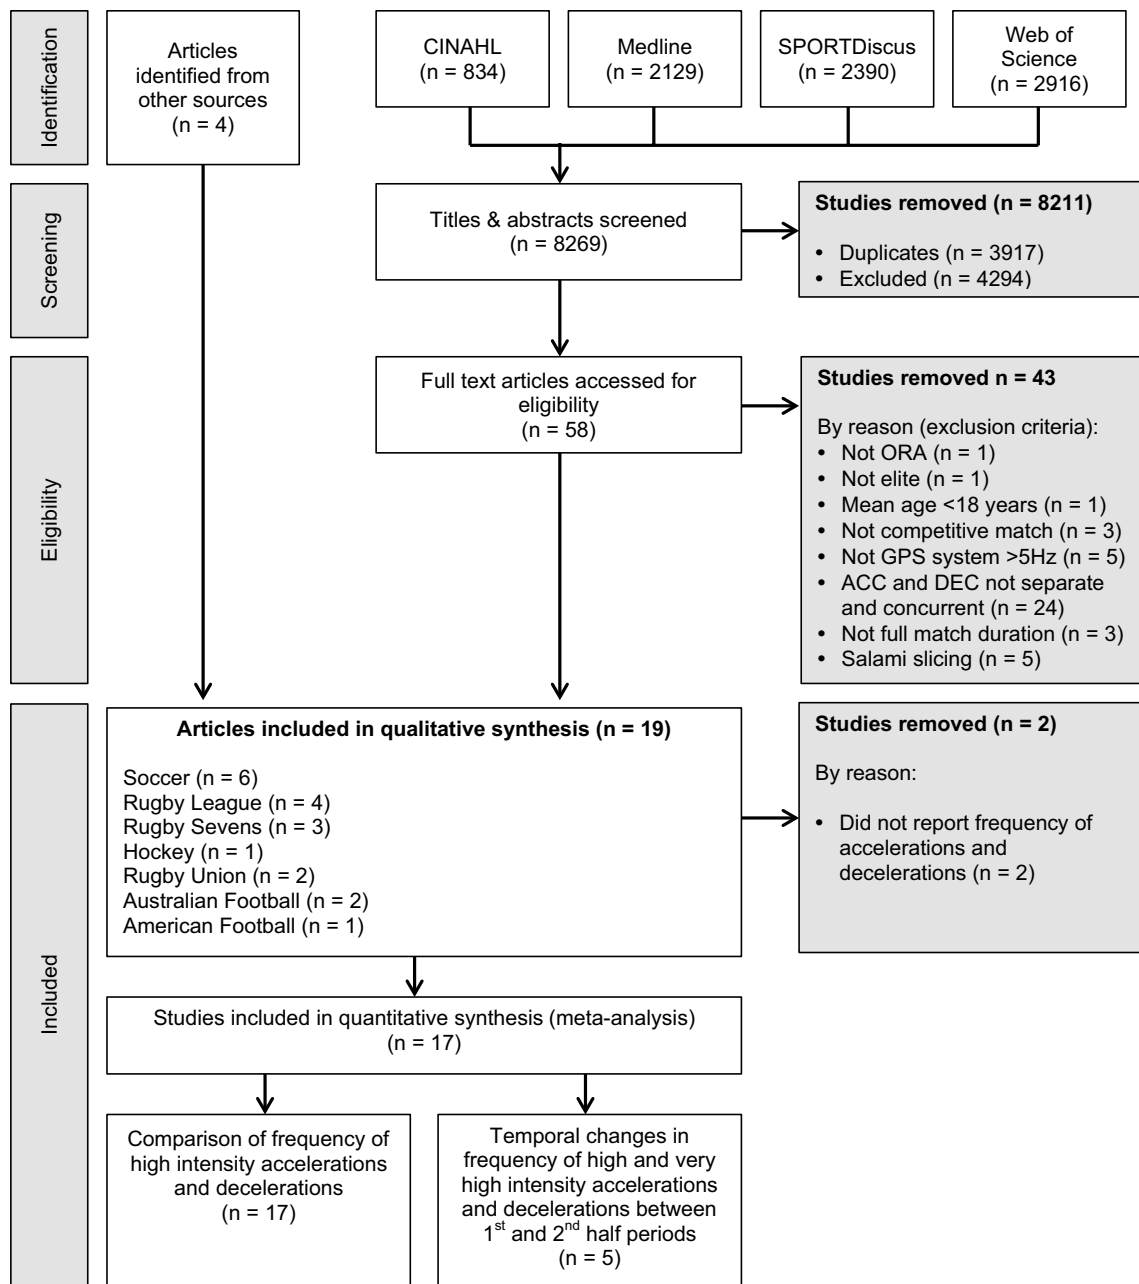 Identification
Articles
identified from
other sources
(n = 4)
CINAHL
(n = 834)
Medline
(n = 2129)
SPORTDiscus
(n = 2390)
Web of
Science
(n = 2916)
Screening
Titles & abstracts screened
(n = 8269)
Studies removed (n = 8211)
• Duplicates (n = 3917)
• Excluded (n = 4294)
Eligibility
Full text articles accessed for
eligibility
(n = 58)
Studies removed n = 43
By reason (exclusion criteria):
• Not ORA (n = 1)
• Not elite (n = 1)
• Mean age <18 years (n = 1)
• Not competitive match (n = 3)
• Not GPS system >5Hz (n = 5)
• ACC and DEC not separate
and concurrent (n = 24)
• Not full match duration (n = 3)
• Salami slicing (n = 5)
Included
Articles included in qualitative synthesis (n = 19)
Soccer (n = 6)
Rugby League (n = 4)
Rugby Sevens (n = 3)
Hockey (n = 1)
Rugby Union (n = 2)
Australian Football (n = 2)
American Football (n = 1)
Studies removed (n = 2)
By reason:
• Did not report frequency of
accelerations and
decelerations (n = 2)
Studies included in quantitative synthesis (meta-analysis)
(n = 17)
Comparison of frequency of
high intensity accelerations
and decelerations
(n = 17)
Temporal changes in
frequency of high and very
high intensity accelerations
and decelerations between
1st and 2nd half periods
(n = 5)